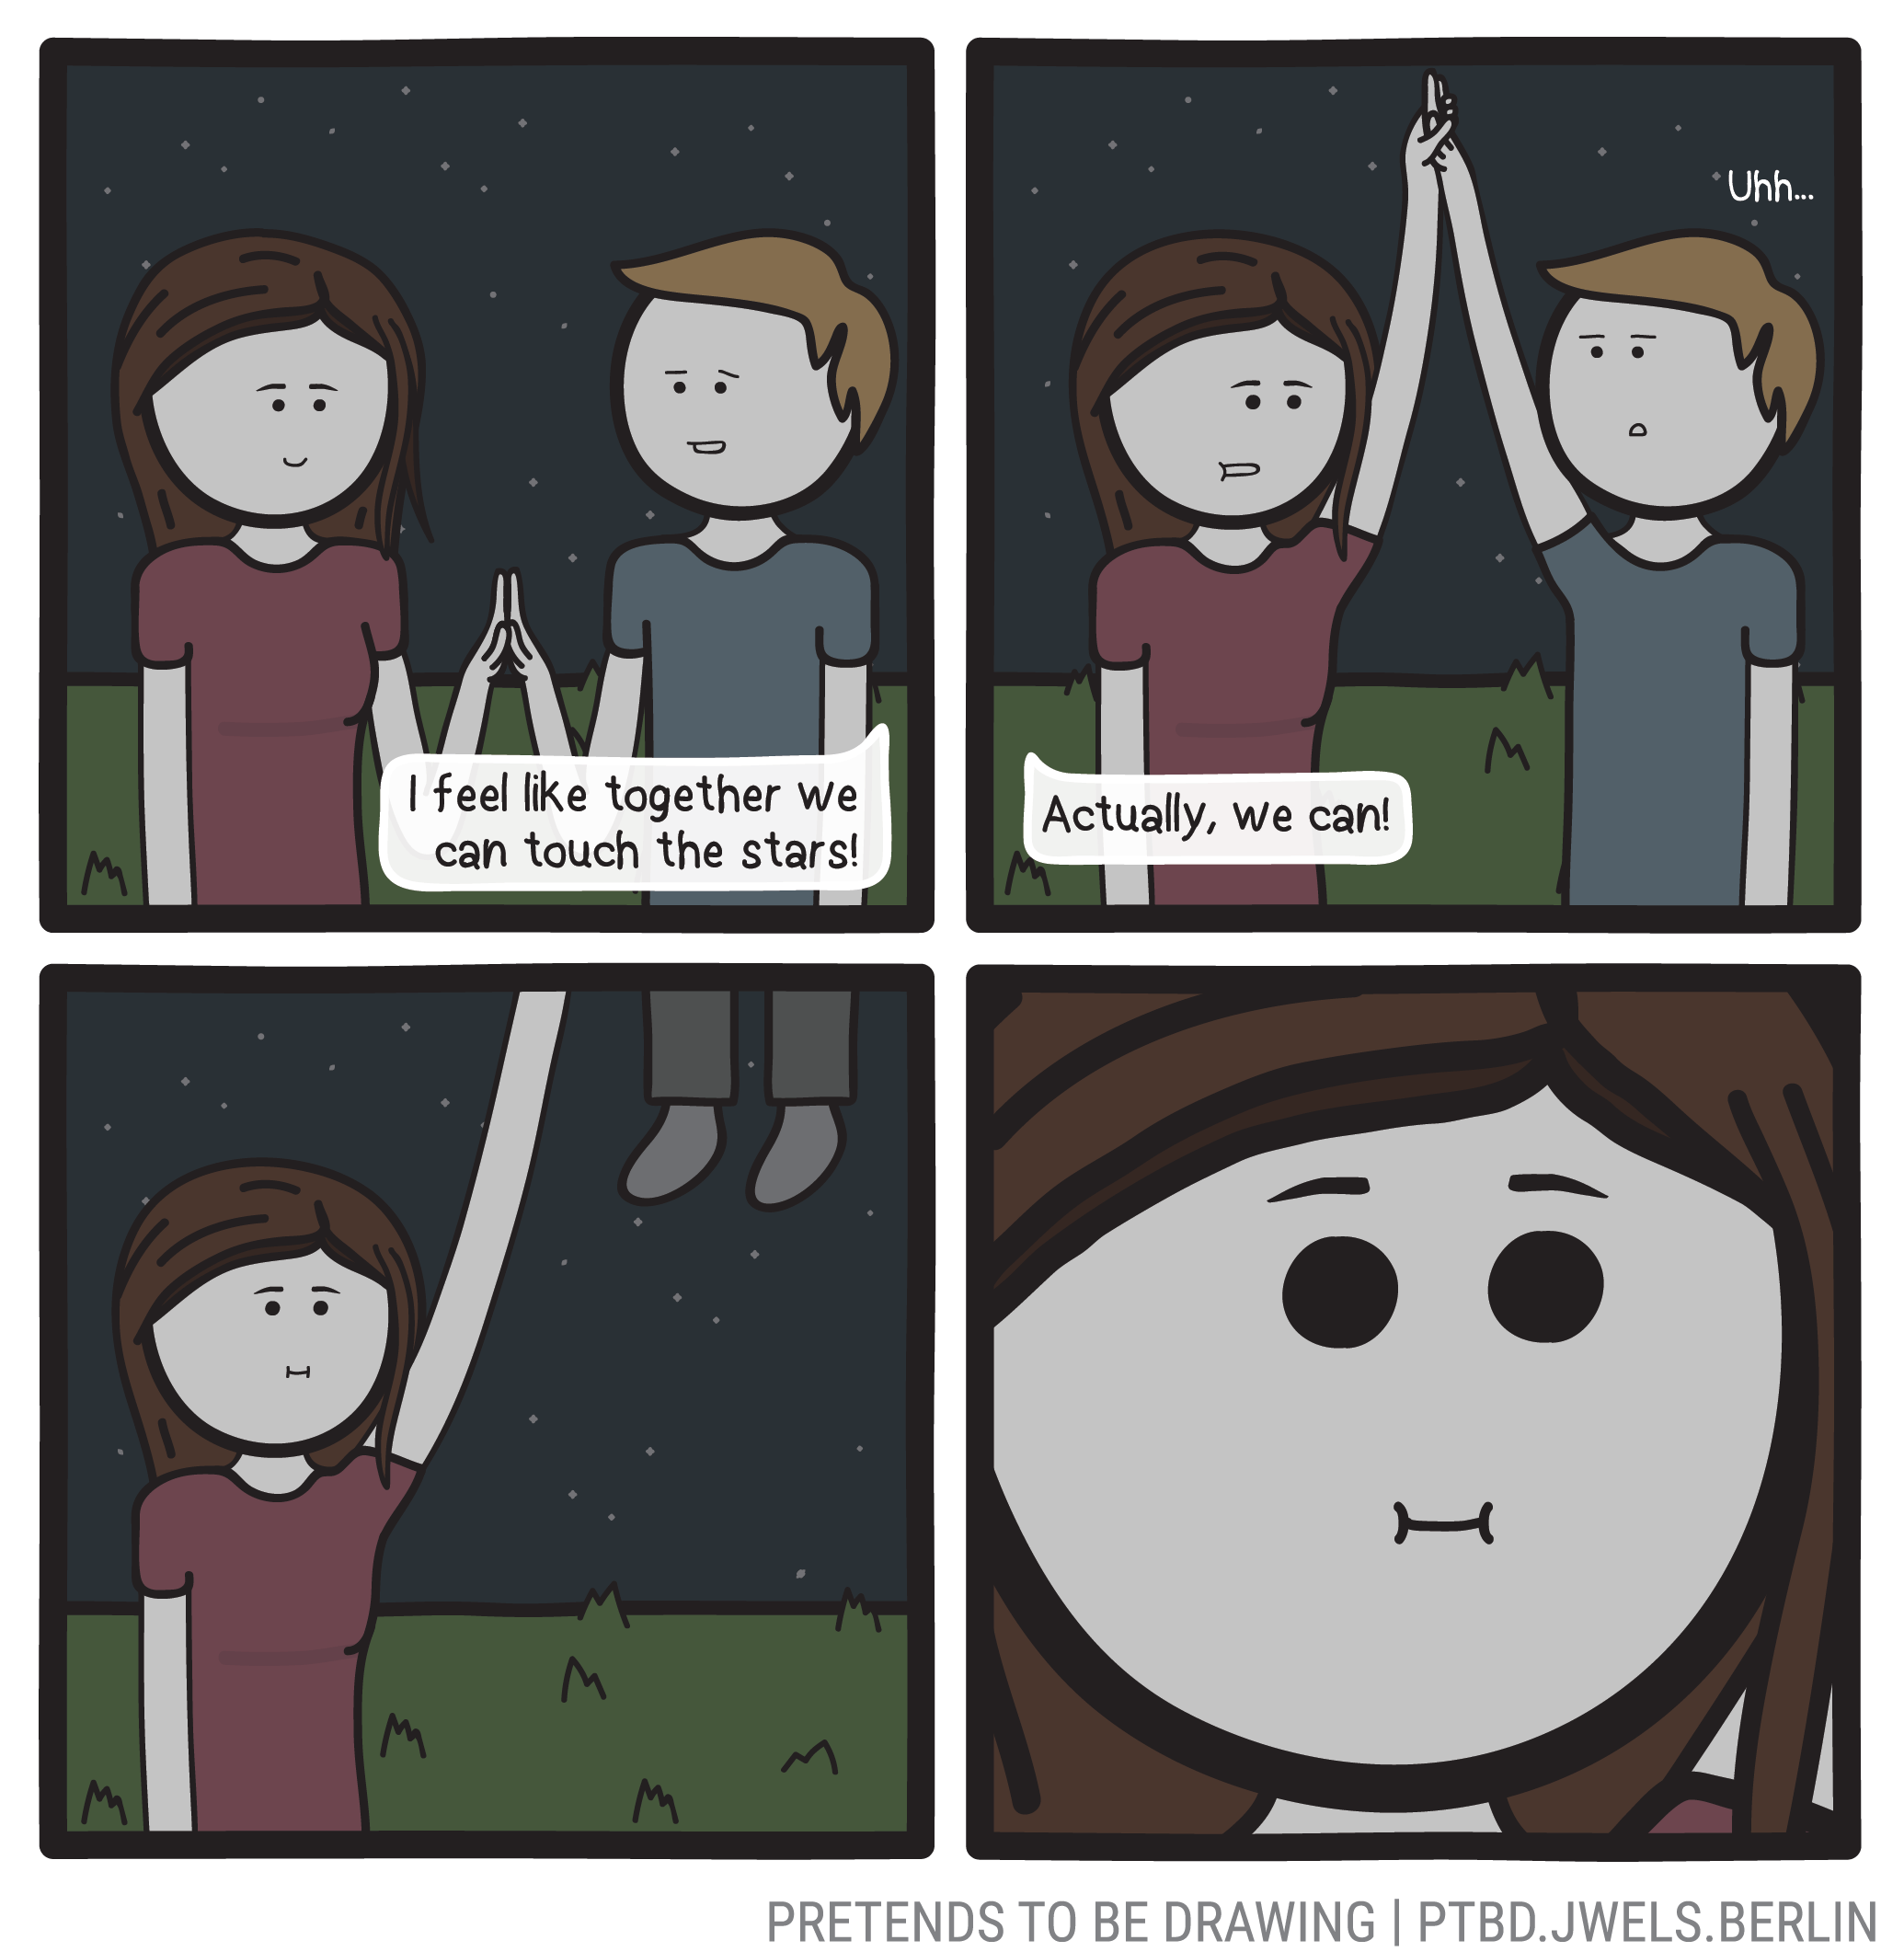 I feel like together we
can touch the stars!
Uhh...
Actually, we can!
PRETENDS TO BE DRAWING | PTBD.JWELS.BERLIN